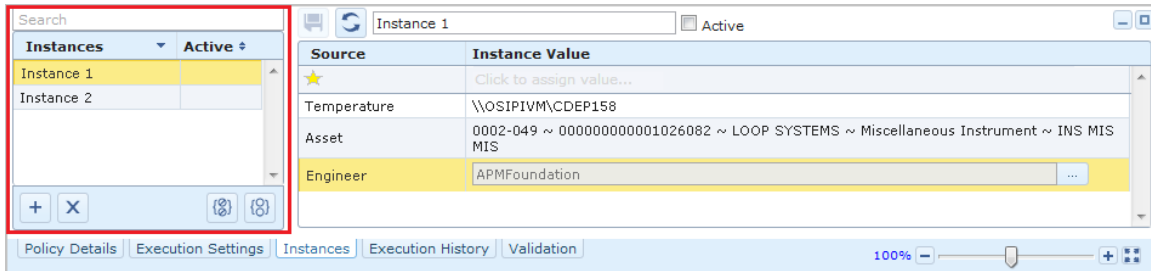 Search
Instances Active
Instance 1
Instance 2
Instance 1 Active
Source Instance Value
Click to assign value...
Temperature \\OSIPIVM\CDEP158
Asset 0002-049 ~ 000000000001026082 ~ LOOP SYSTEMS ~ Miscellaneous Instrument ~ INS MIS
MIS
Engineer APMFoundation ...
Policy Details Execution Settings Instances Execution History Validation 100%